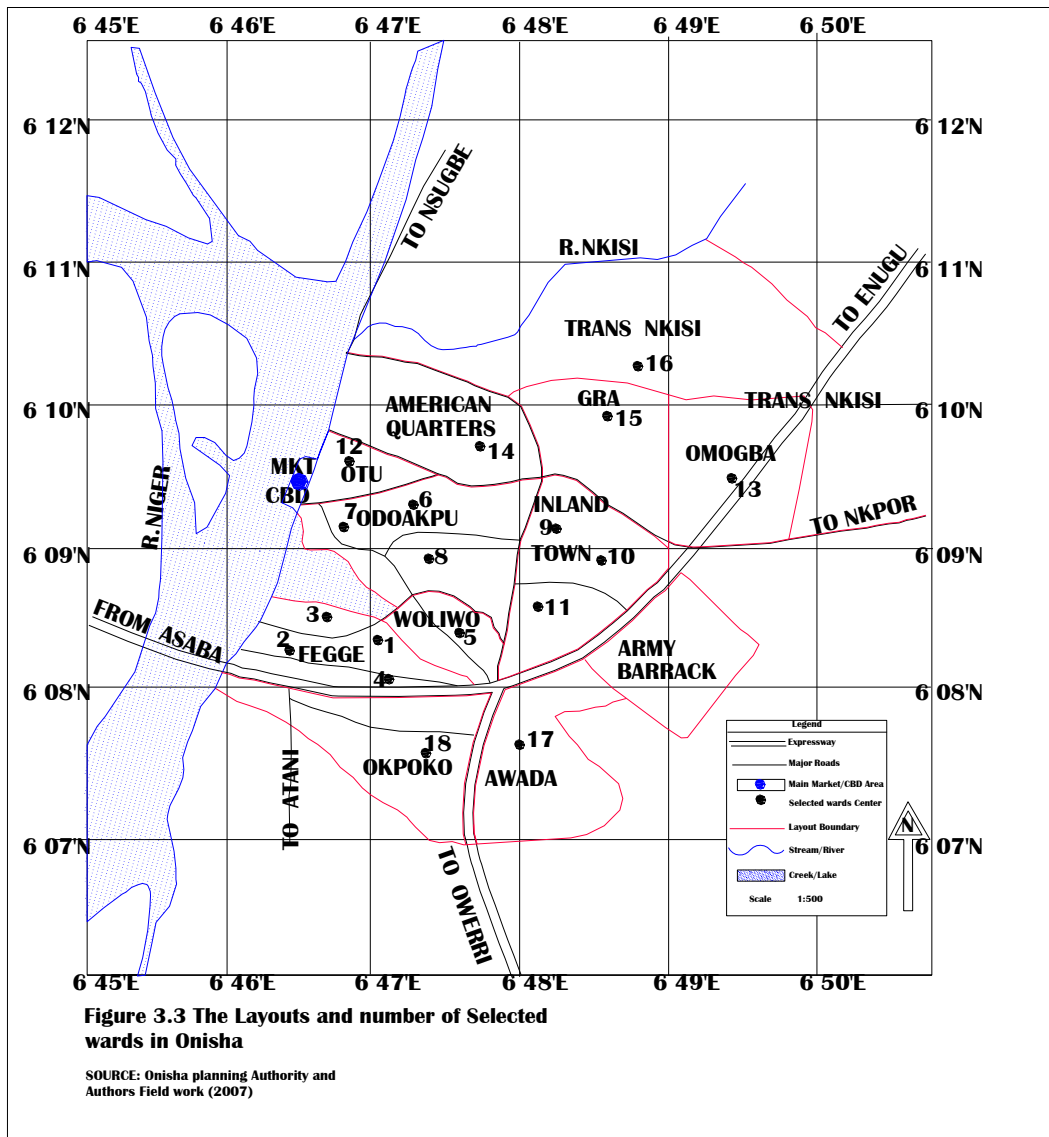 6 45'E 6 46'E 6 47'E 6 48'E 6 49'E 6 50'E
6 12'N 6 12'N
TO NSUGBE
R.NKISI
6 11'N 6 11'N
TO ENUGU
TRANS NKISI
16
6 10'N 6 10'N
GRA
15
TRANS NKISI
AMERICAN
QUARTERS
14
12
OTU
MKT
CBD
OMOGBA
13
R.NIGER
6
7
ODOAKPU
INLAND
9
TOWN
TO NKPOR
6 09'N 6 09'N
8
10
11
FROM ASABA
3
WOLIWO
5
2
FEGGE
1
4
ARMY
BARRACK
6 08'N 6 08'N
18
OKPOKO
17
AWADA
TO ATANI
Legend
Expressway
Major Roads
Main Market/CBD Area
Selected wards Center
Layout Boundary
Stream/River
Creek/Lake
Scale 1:500
N
6 07'N 6 07'N
TO OWERRI
6 45'E 6 46'E 6 47'E 6 48'E 6 49'E 6 50'E
Figure 3.3 The Layouts and number of Selected
wards in Onisha
SOURCE: Onisha planning Authority and
Authors Field work (2007)